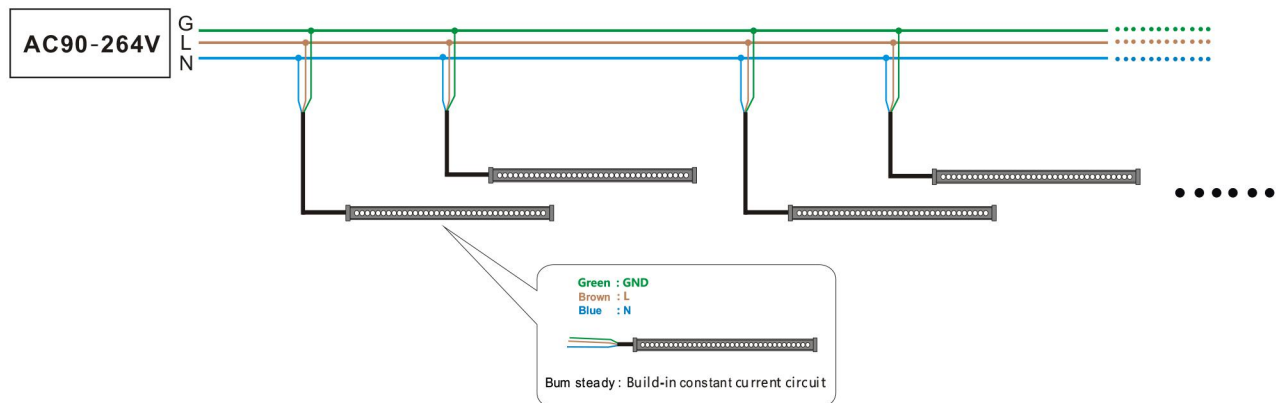 AC90-264V
G
L
N
Green : GND
Brown : L
Blue : N
Bum steady : Build-in constant current circuit